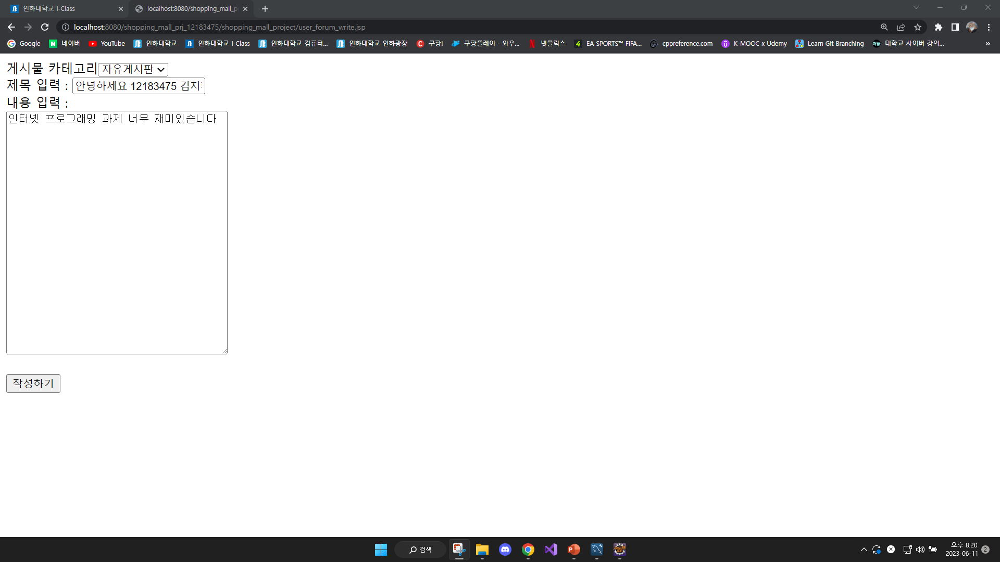 인하대학교 I-Class
localhost:8080/shopping_mall_p
localhost:8080/shopping_mall_prj_12183475/shopping_mall_project/user_forum_write.jsp
Google 네이버 YouTube 인하대학교 인하대학교 I-Class 인하대학교 컴퓨터... 인하대학교 인하광장 쿠팡! 쿠팡플레이 - 와우... 넷플릭스 EA SPORTS™ FIFA... cppreference.com K-MOOC x Udemy Learn Git Branching 대학교 사이버 강의... »
게시물 카테고리 자유게시판
제목 입력 : 안녕하세요 12183475 김지
내용 입력 :
인터넷 프로그래밍 과제 너무 재미있습니다
작성하기
검색
오후 8:20
2023-06-11
2